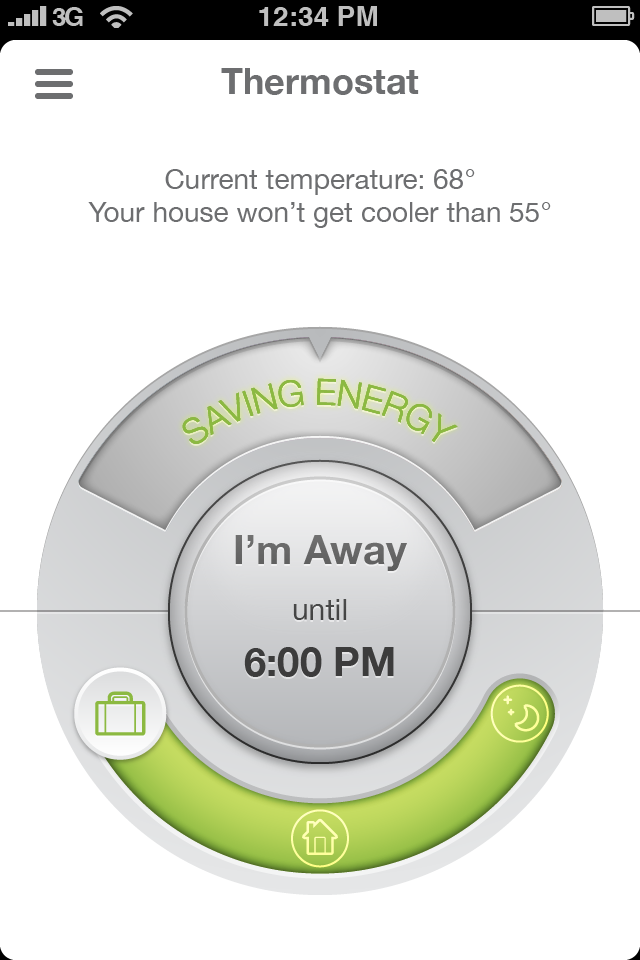 3G 12:34 PM
Thermostat
Current temperature: 68°
Your house won’t get cooler than 55°
SAVING ENERGY
I’m Away
until
6:00 PM